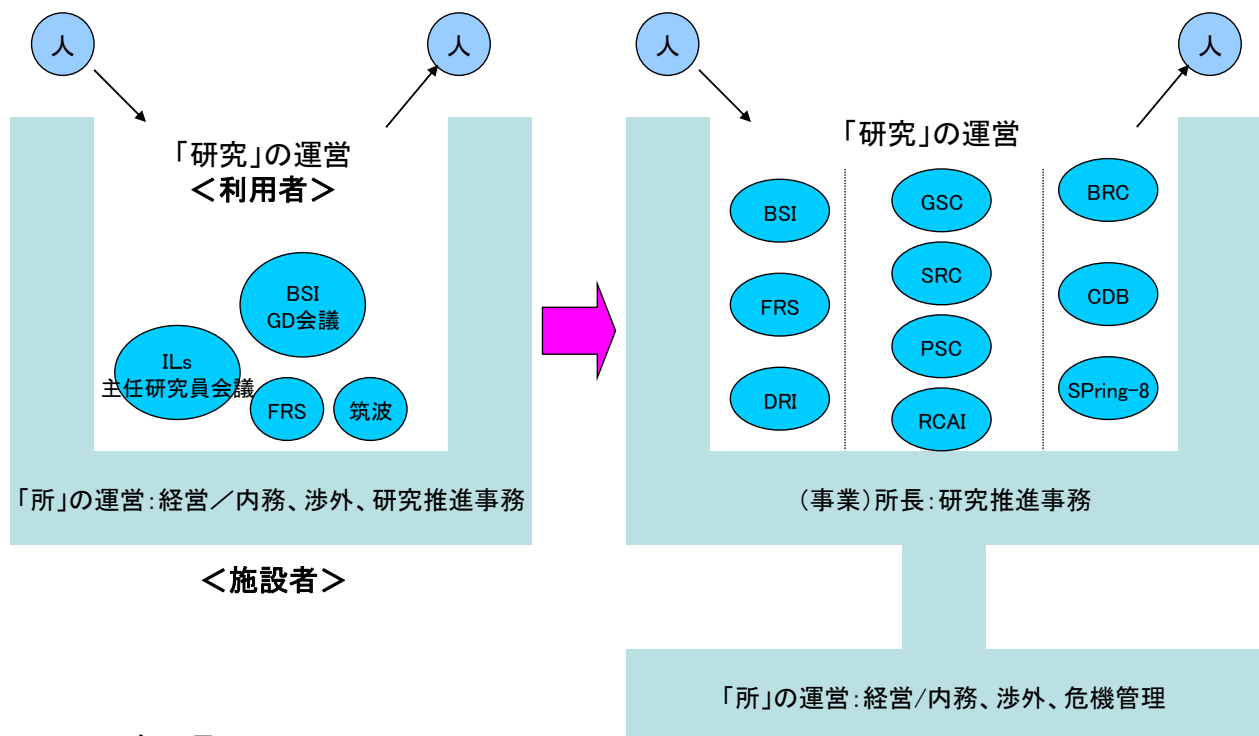 人
人
「研究」の運営
＜利用者＞
BSI
GD会議
ILs
主任研究員会議
FRS
筑波
「所」の運営：経営／内務、渉外、研究推進事務
＜施設者＞
人
人
「研究」の運営
BSI
FRS
DRI
GSC
SRC
PSC
RCAI
BRC
CDB
SPring-8
（事業）所長：研究推進事務
「所」の運営：経営/内務、渉外、危機管理